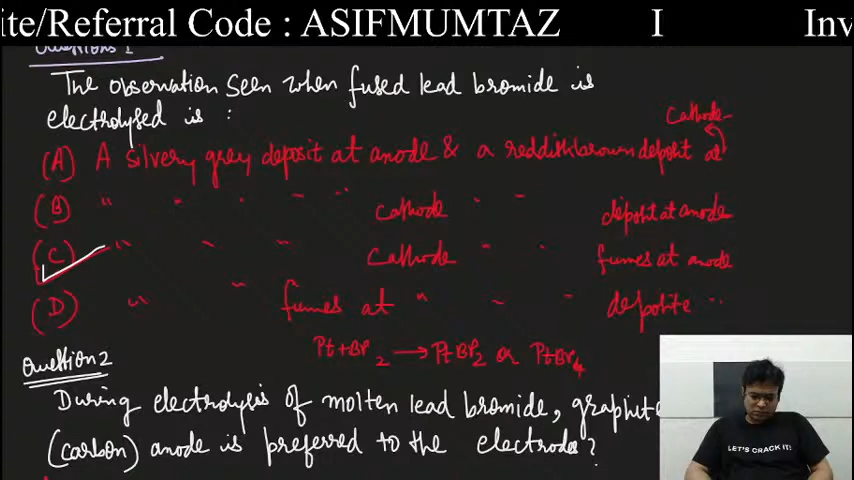 ite/Referral Code : ASIFMUMTAZ I Inv
Questions 1
The observation seen when fused lead bromide is
electrolysed is :
Cathode
(A) A silvery grey deposit at anode & a reddish brown deposit at
(B) " " " " " cathode " " deposit at anode
(C) " " " cathode " " fumes at anode
(D) " " fumes at " " " deposite "
Pt+Br2 → PtBr2 or PtBr4
Question 2
During electrolysis of molten lead bromide, graphite
(carbon) anode is preferred to the electrodes?
LET'S CRACK IT!